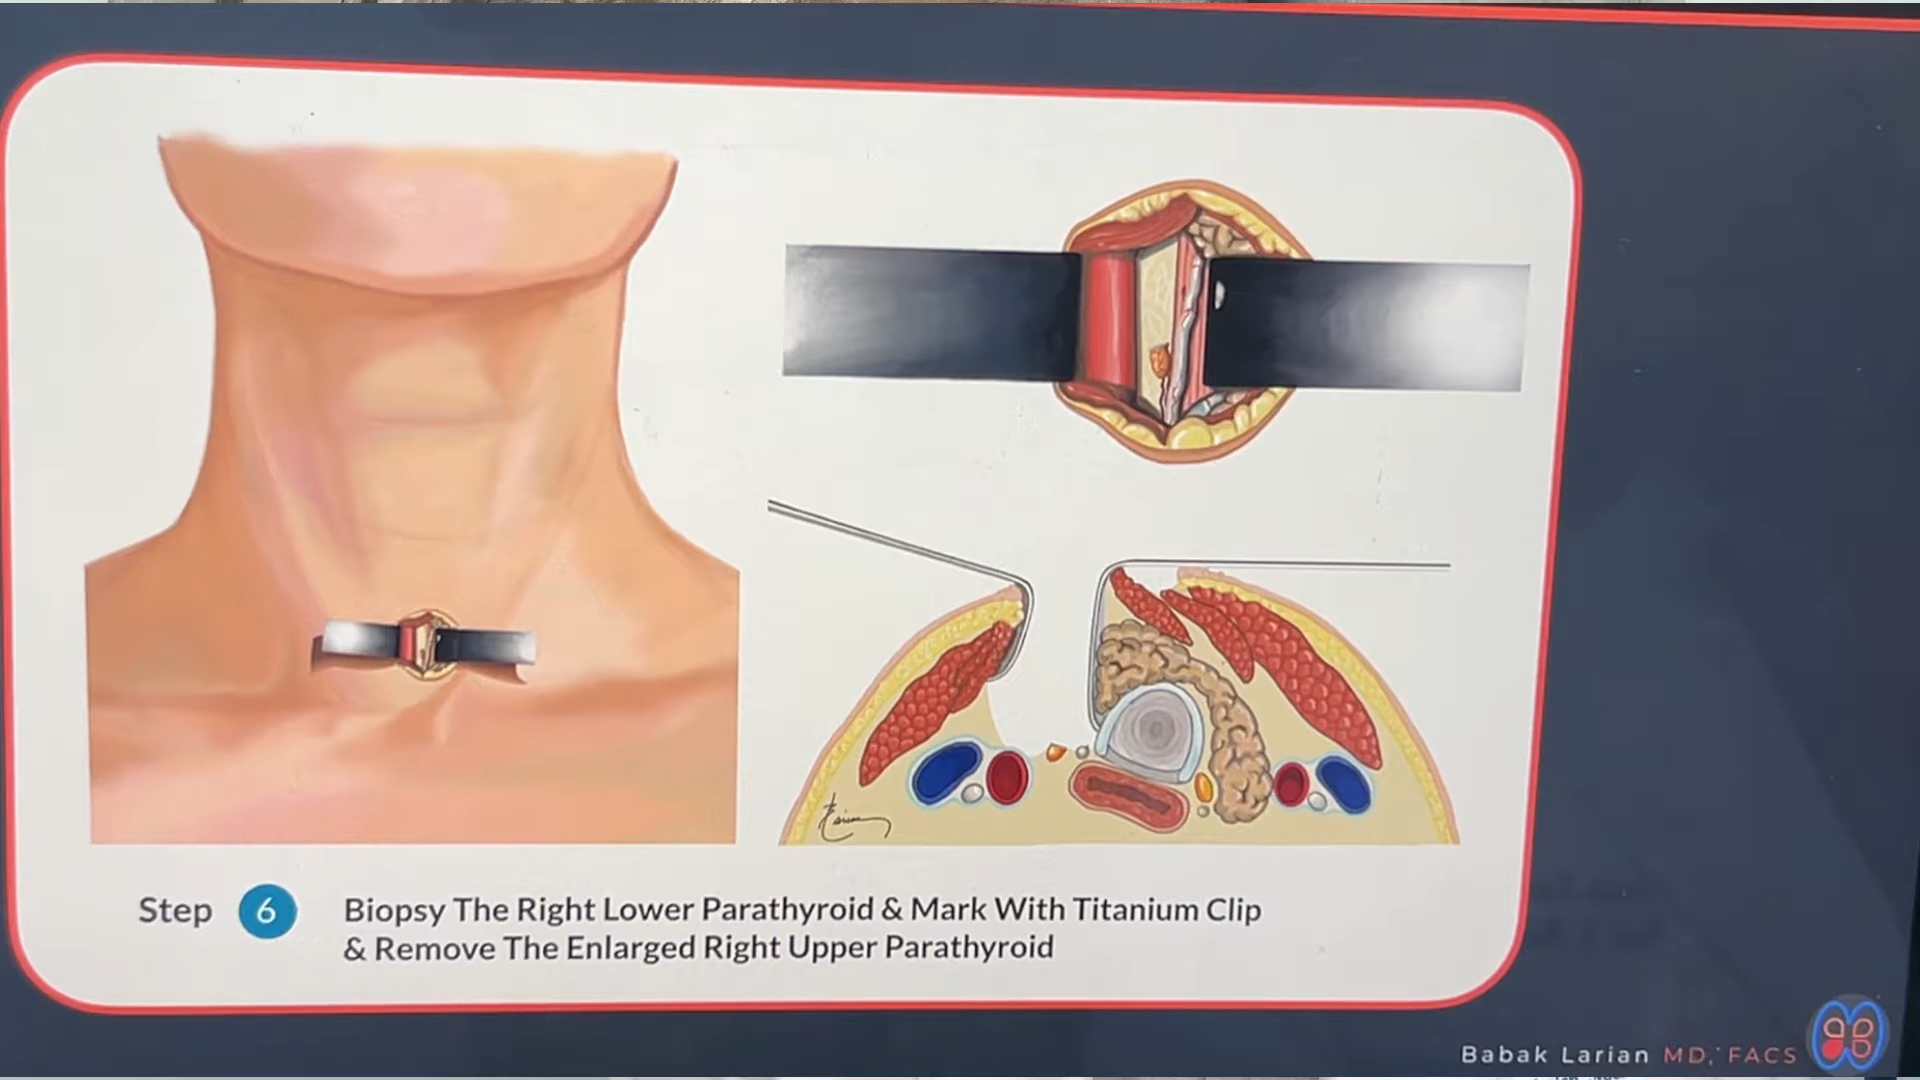 Step 6 Biopsy The Right Lower Parathyroid & Mark With Titanium Clip
& Remove The Enlarged Right Upper Parathyroid
Babak Larian MD, FACS